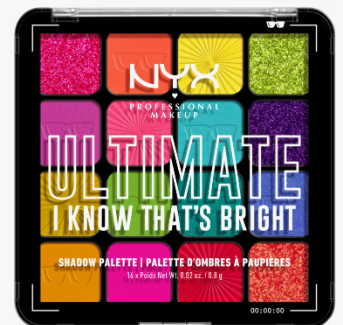 NYX
PROFESSIONAL
MAKEUP
ULTIMATE
I KNOW THAT'S BRIGHT
SHADOW PALETTE | PALETTE D'OMBRES À PAUPIÈRES
16 x Poids Net Wt. 0.02 oz. / 0.8 g
00:00:00